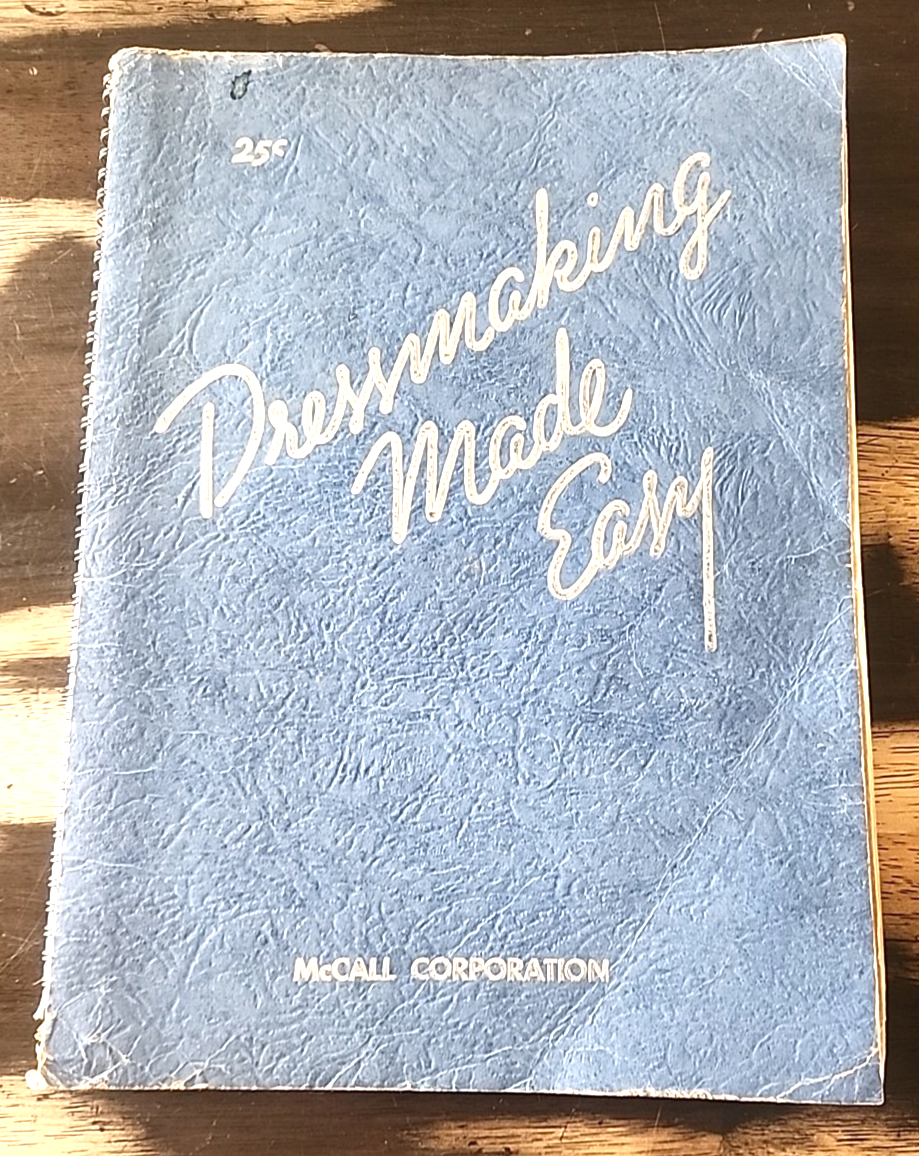 25¢
Dressmaking
Made
Easy
McCALL CORPORATION